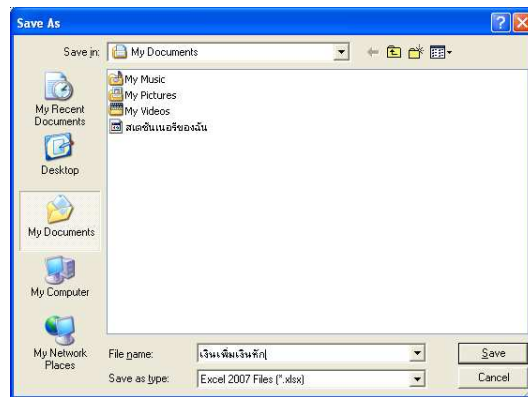 Save As
Save in: My Documents
My Recent Documents
Desktop
My Documents
My Computer
My Network Places
My Music
My Pictures
My Videos
สเตชันเนอรีของฉัน
File name: เงินเพิ่มเงินหัก
Save
Save as type: Excel 2007 Files (*.xlsx)
Cancel